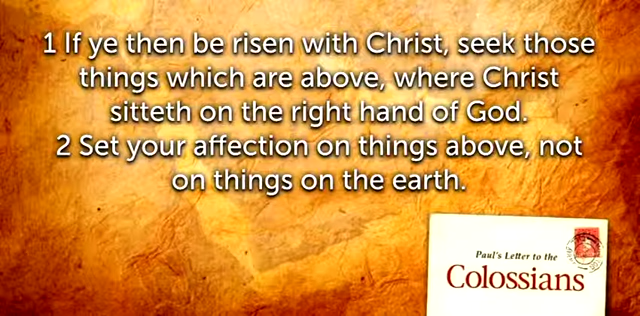 1 If ye then be risen with Christ, seek those
things which are above, where Christ
sitteth on the right hand of God.
2 Set your affection on things above, not
on things on the earth.
Paul's Letter to the
Colossians